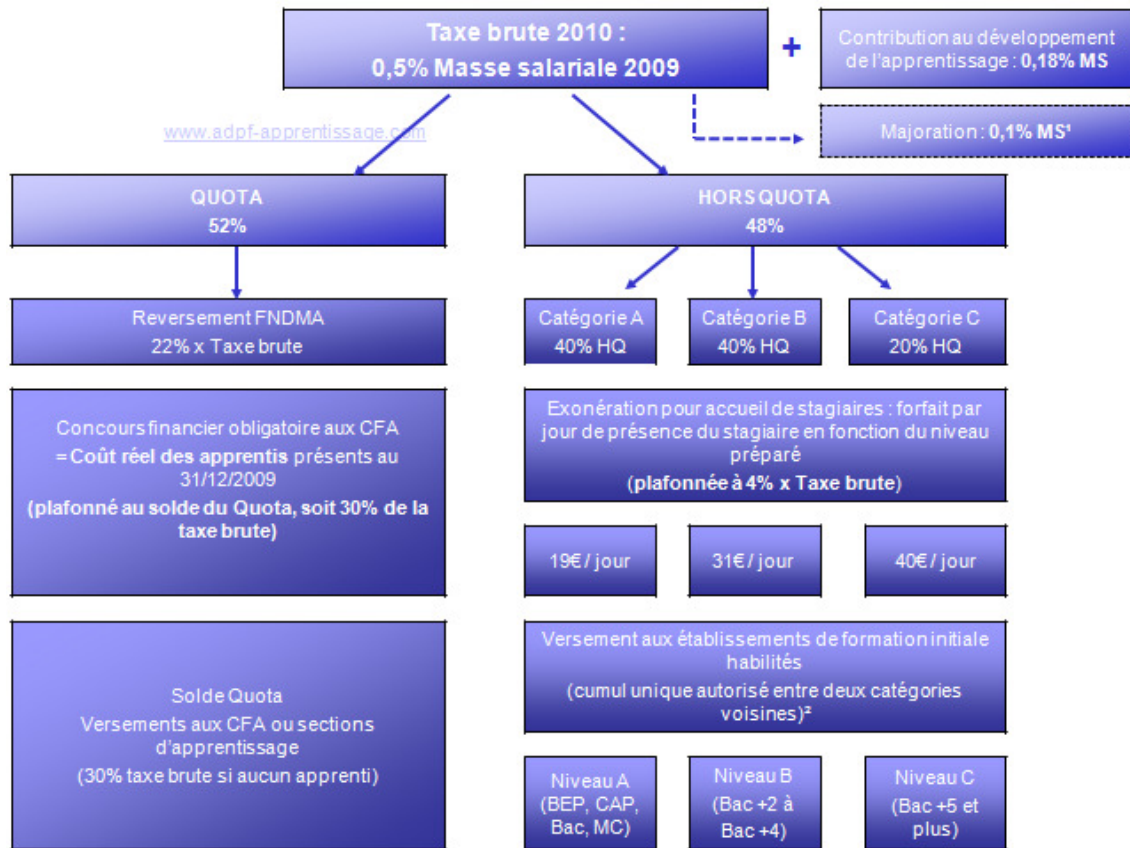 Taxe brute 2010 :
0,5% Masse salariale 2009
+
Contribution au développement
de l'apprentissage : 0,18% MS
Majoration : 0,1% MS¹
www.adpf-apprentissage.com
QUOTA
52%
HORS QUOTA
48%
Reversement FNDMA
22% x Taxe brute
Catégorie A
40% HQ
Catégorie B
40% HQ
Catégorie C
20% HQ
Concours financier obligatoire aux CFA
= Coût réel des apprentis présents au
31/12/2009
(plafonné au solde du Quota, soit 30% de la
taxe brute)
Exonération pour accueil de stagiaires : forfait par
jour de présence du stagiaire en fonction du niveau
préparé
(plafonnée à 4% x Taxe brute)
19€ / jour
31€ / jour
40€ / jour
Solde Quota
Versements aux CFA ou sections
d'apprentissage
(30% taxe brute si aucun apprenti)
Versement aux établissements de formation initiale
habilités
(cumul unique autorisé entre deux catégories
voisines)²
Niveau A
(BEP, CAP,
Bac, MC)
Niveau B
(Bac +2 à
Bac +4)
Niveau C
(Bac +5 et
plus)